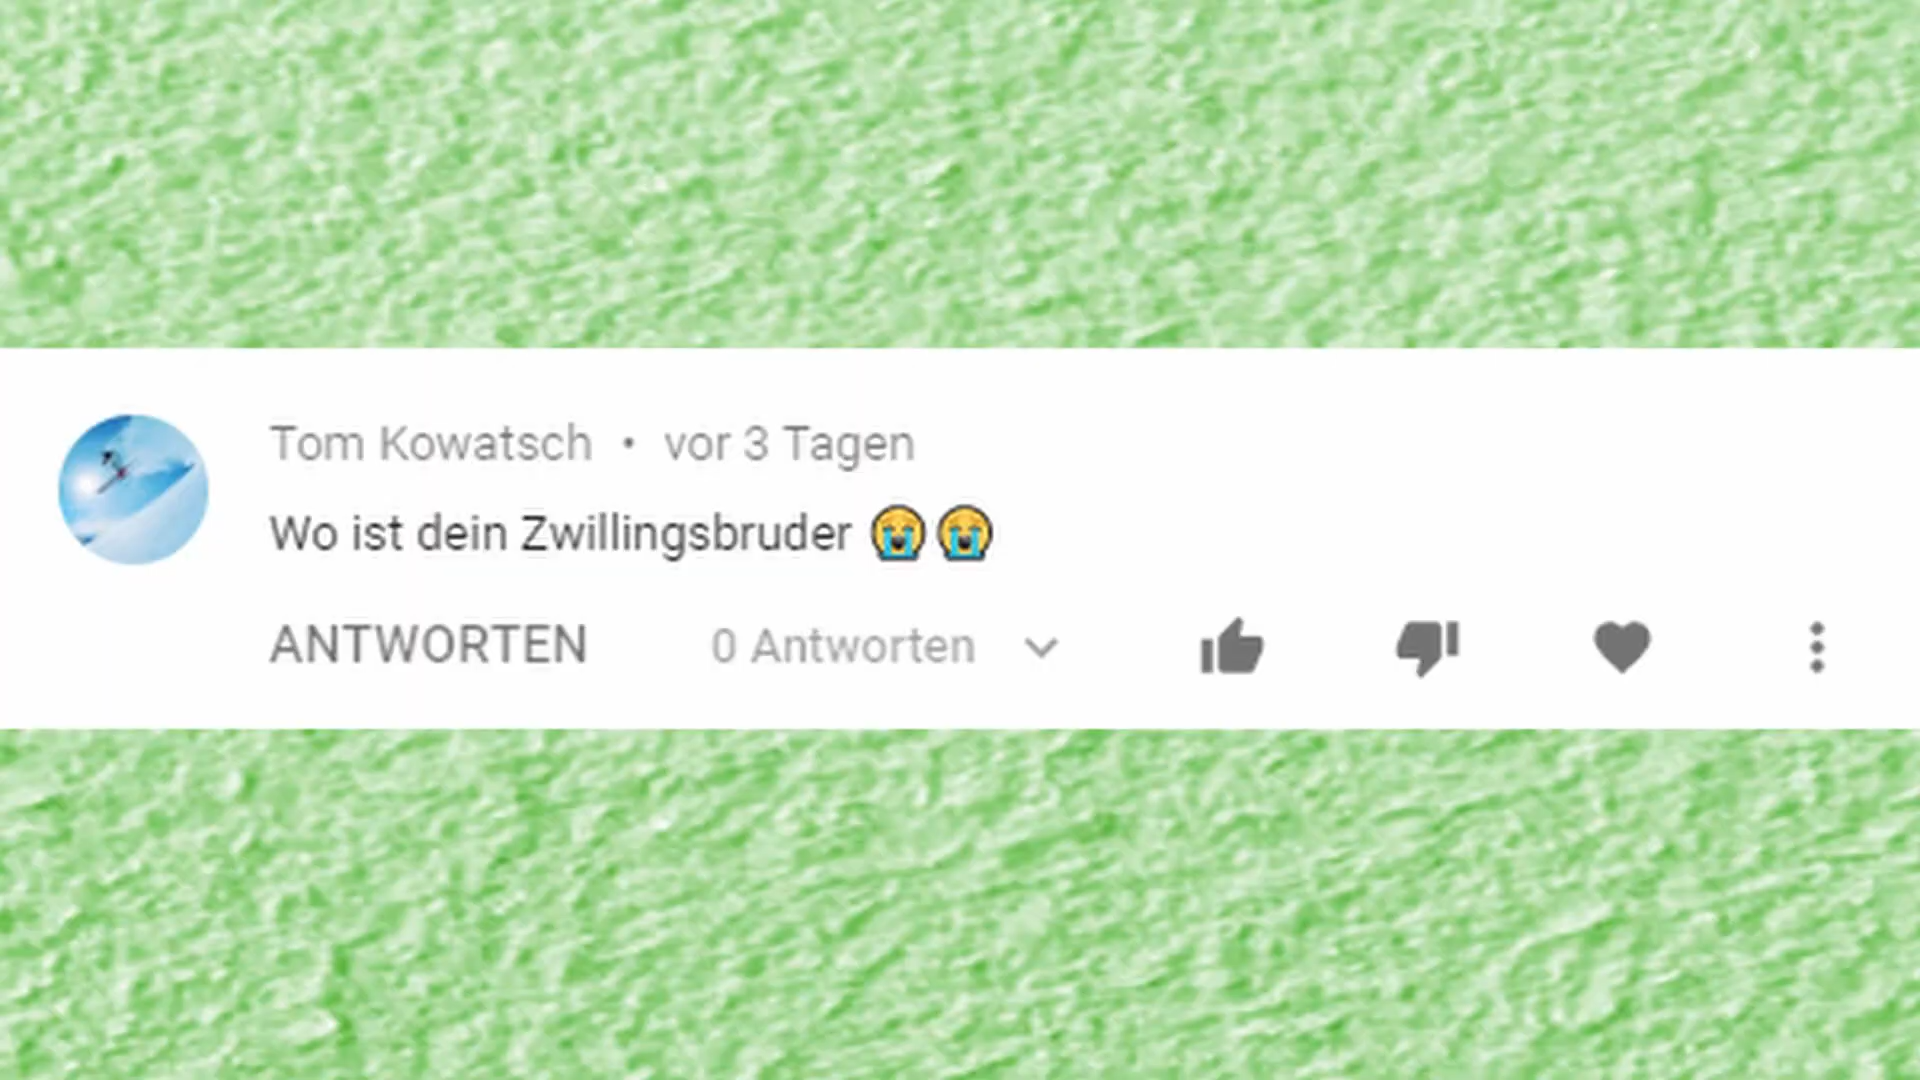 Tom Kowatsch • vor 3 Tagen
Wo ist dein Zwillingsbruder 😭😭
ANTWORTEN 0 Antworten